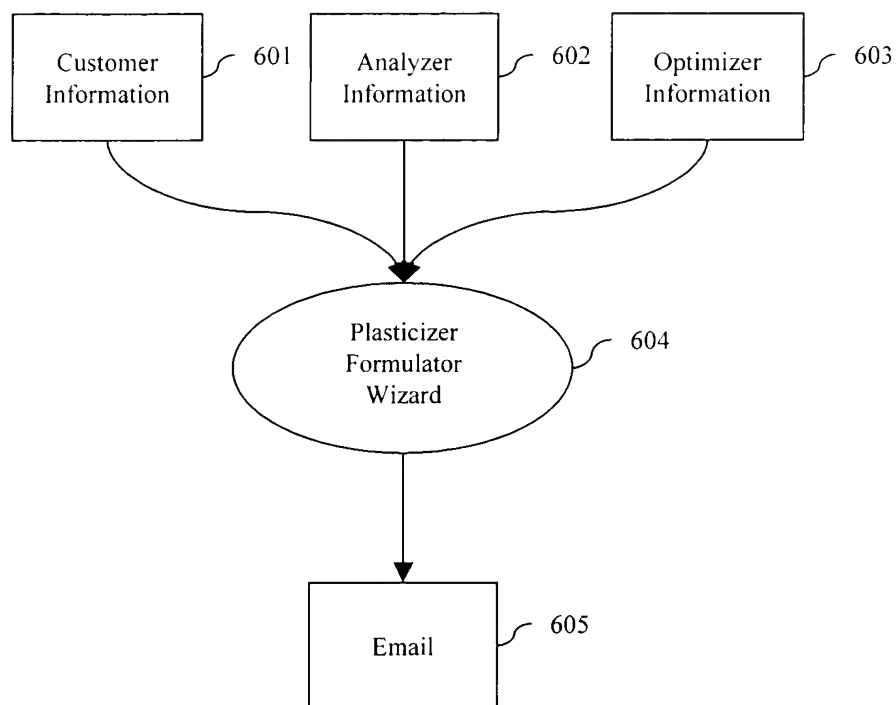 Customer
Information
601
Analyzer
Information
602
Optimizer
Information
603
Plasticizer
Formulator
Wizard
604
Email
605